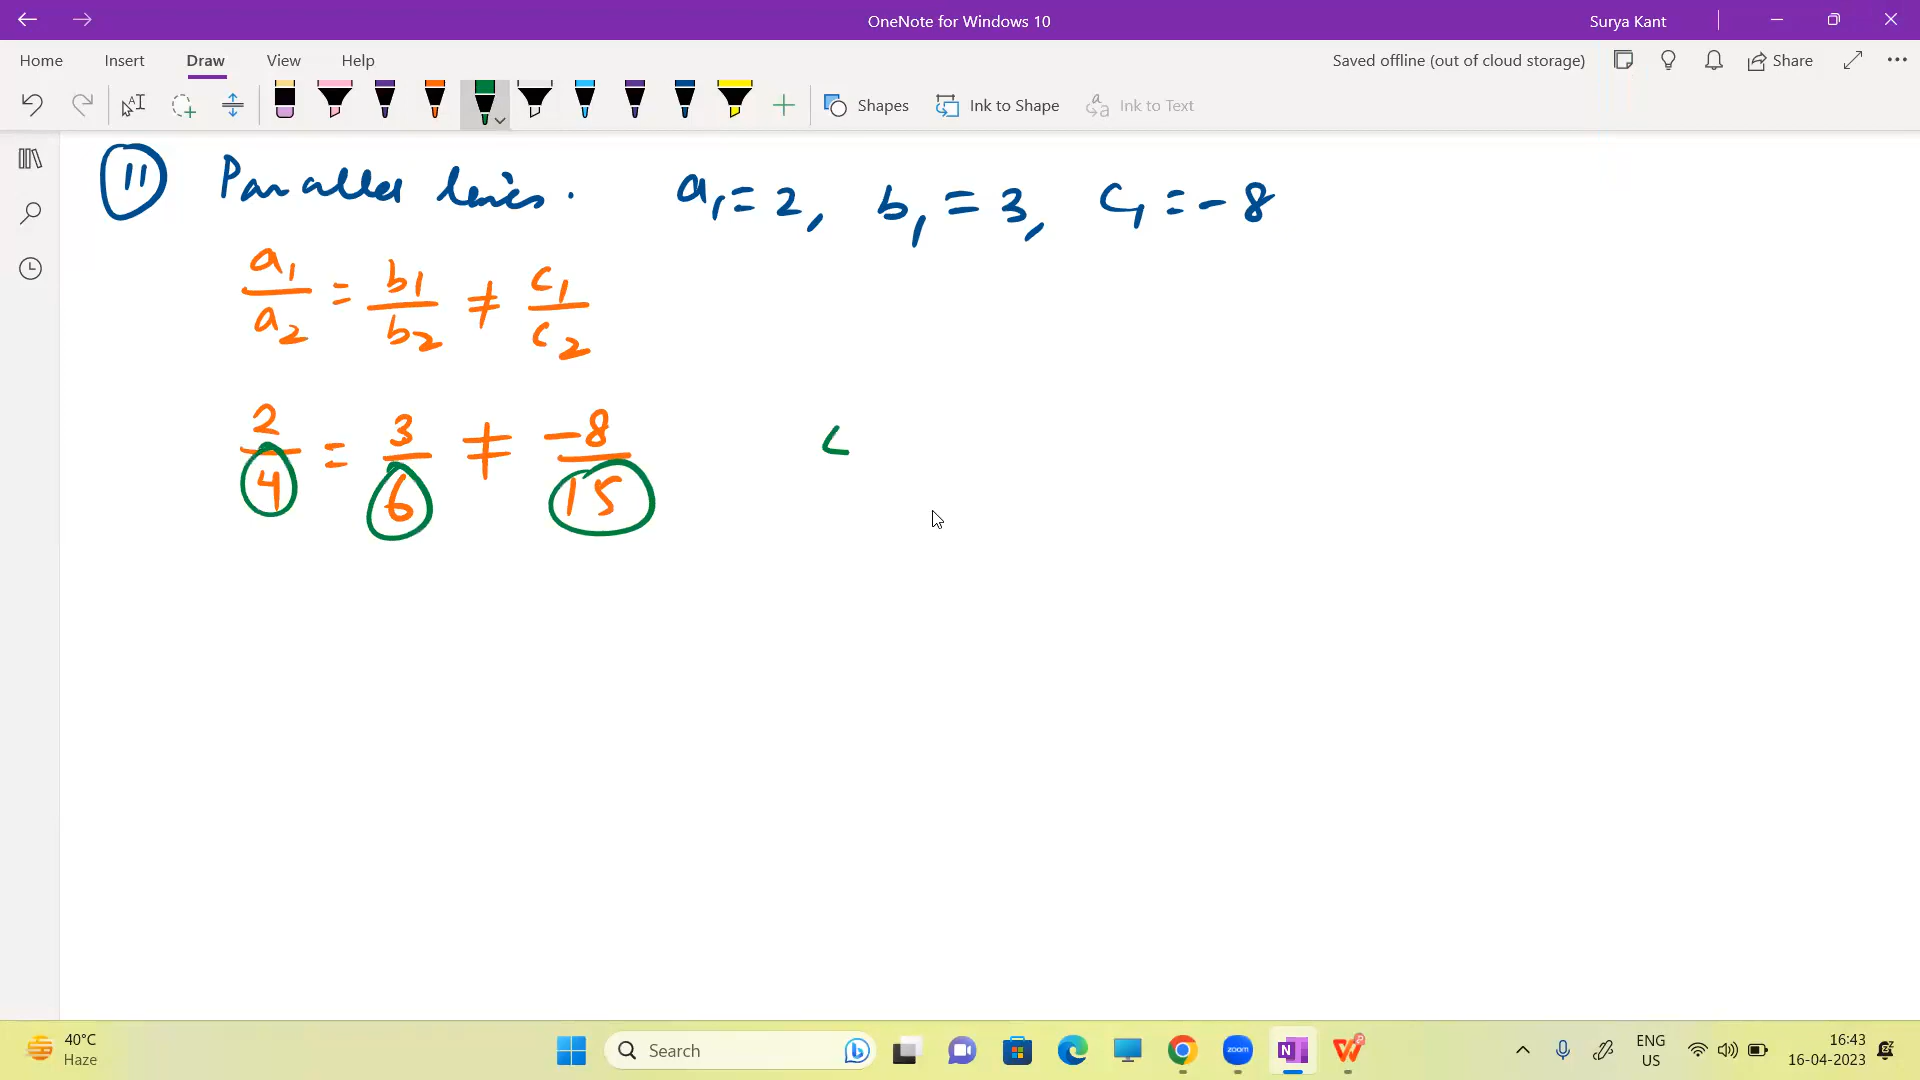 OneNote for Windows 10
Surya Kant
Home Insert Draw View Help
Saved offline (out of cloud storage)
Share
Shapes
Ink to Shape
Ink to Text
11 Parallel lines. a₁ = 2, b₁ = 3, c₁ = -8
a₁/a₂ = b₁/b₂ ≠ c₁/c₂
2/4 = 3/6 ≠ -8/15
40°C
Haze
Search
zoom
ENG
US
16:43
16-04-2023